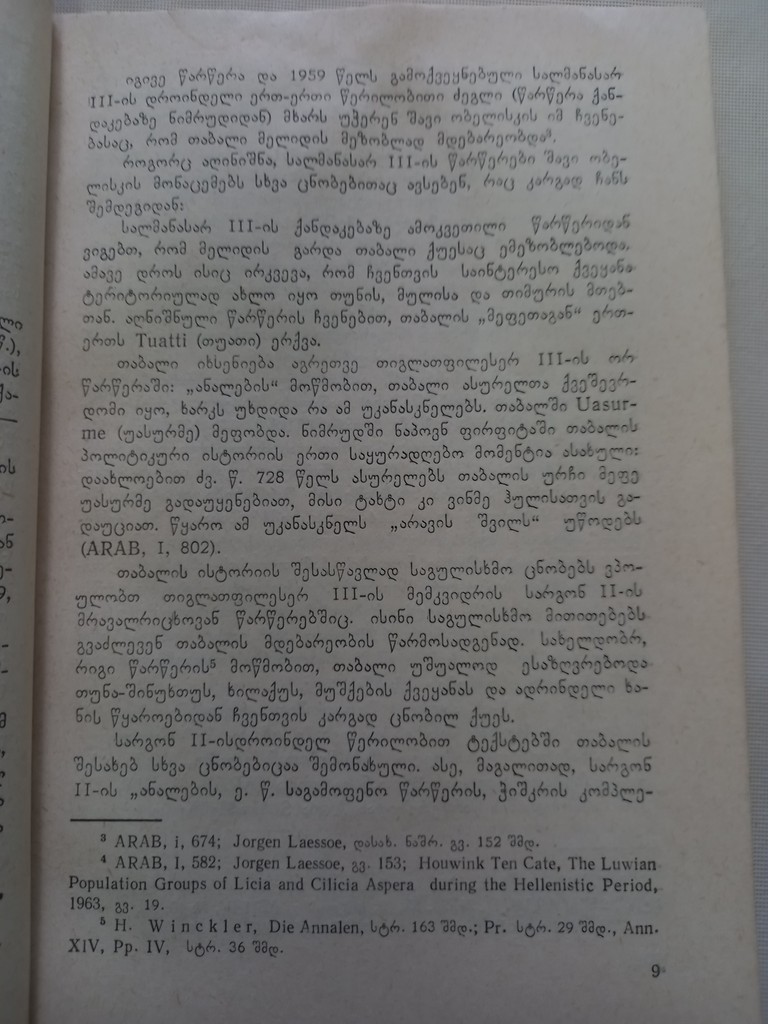 იგივე წარწერა და 1959 წელს გამოქვეყნებული სალმანასარ
III-ის დროინდელი ერთ-ერთი წერილობითი ძეგლი (წარწერა ქან-
დაკებაზე ნიმრუდიდან) მხარს უჭერენ შავი ობელისკის იმ ჩვენე-
ბასაც, რომ თაბალი მელიდის მეზობლად მდებარეობდა³.
როგორც აღინიშნა, სალმანასარ III-ის წარწერები შავი ობე-
ლისკის მონაცემებს სხვა ცნობებითაც ავსებენ, რაც კარგად ჩანს
შემდეგიდან:
სალმანასარ III-ის ქანდაკებაზე ამოკვეთილი წარწერიდან
ვიგებთ, რომ მელიდის გარდა თაბალი ქუესაც ემეზობლებოდა.
ამავე დროს ისიც ირკვევა, რომ ჩვენთვის საინტერესო ქვეყანა
ტერიტორიულად ახლო იყო თუნის, მულისა და თიმურის მთებ-
თან. აღნიშნული წარწერის ჩვენებით, თაბალის „მეფეთაგან“ ერთ-
ერთს Tuatti (თუათი) ერქვა.
თაბალი იხსენიება აგრეთვე თიგლათფილესერ III-ის ორ
წარწერაში: „ანალების“ მოწმობით, თაბალი ასურელთა ქვეშევრ-
დომი იყო, ხარკს უხდიდა რა ამ უკანასკნელებს. თაბალში Uasur-
me (უასურმე) მეფობდა. ნიმრუდში ნაპოვნ ფირფიტაში თაბალის
პოლიტიკური ისტორიის ერთი საყურადღებო მომენტია ასახული:
დაახლოებით ძვ. წ. 728 წელს ასურელებს თაბალის ურჩი მეფე
უასურმე გადაუყენებიათ, მისი ტახტი კი ვინმე ჰულისათვის გა-
დაუციათ. წყარო ამ უკანასკნელს „არავის შვილს“ უწოდებს
(ARAB, I, 802).
თაბალის ისტორიის შესასწავლად საგულისხმო ცნობებს ვპო-
ულობთ თიგლათფილესერ III-ის მემკვიდრის სარგონ II-ის
მრავალრიცხოვან წარწერებშიც. ისინი საგულისხმო მითითებებს
გვაძლევენ თაბალის მდებარეობის წარმოსადგენად. სახელდობრ,
რიგი წარწერის⁵ მოწმობით, თაბალი უშუალოდ ესაზღვრებოდა
თუნა-შინუხთუს, ხილაქუს, მუშქების ქვეყანას და ადრინდელი ხა-
ნის წყაროებიდან ჩვენთვის კარგად ცნობილ ქუეს.
სარგონ II-ისდროინდელ წერილობით ტექსტებში თაბალის
შესახებ სხვა ცნობებიცაა შემონახული. ასე, მაგალითად, სარგონ
II-ის „ანალების, ე. წ. საგამოფენო წარწერის, ჭიშკრის კომპლე-
³ ARAB, i, 674; Jorgen Laessoe, დასახ. ნაშრ. გვ. 152 შმდ.
⁴ ARAB, I, 582; Jorgen Laessoe, გვ. 153; Houwink Ten Cate, The Luwian
Population Groups of Licia and Cilicia Aspera during the Hellenistic Period,
1963, გვ. 19.
⁵ H. Winckler, Die Annalen, სტრ. 163 შმდ.; Pr. სტრ. 29 შმდ., Ann.
XIV, Pp. IV, სტრ. 36 შმდ.
9